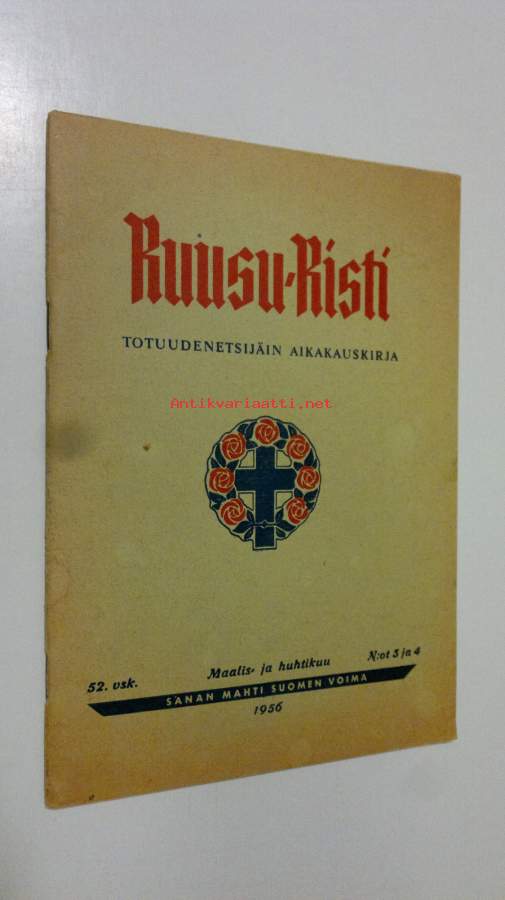 Ruusu-Risti
TOTUUDENETSIJÄIN AIKAKAUSKIRJA
Antikvariaatti.net
52. vsk. Maalis- ja huhtikuu N:ot 3 ja 4
SANAN MAHTI SUOMEN VOIMA
1956